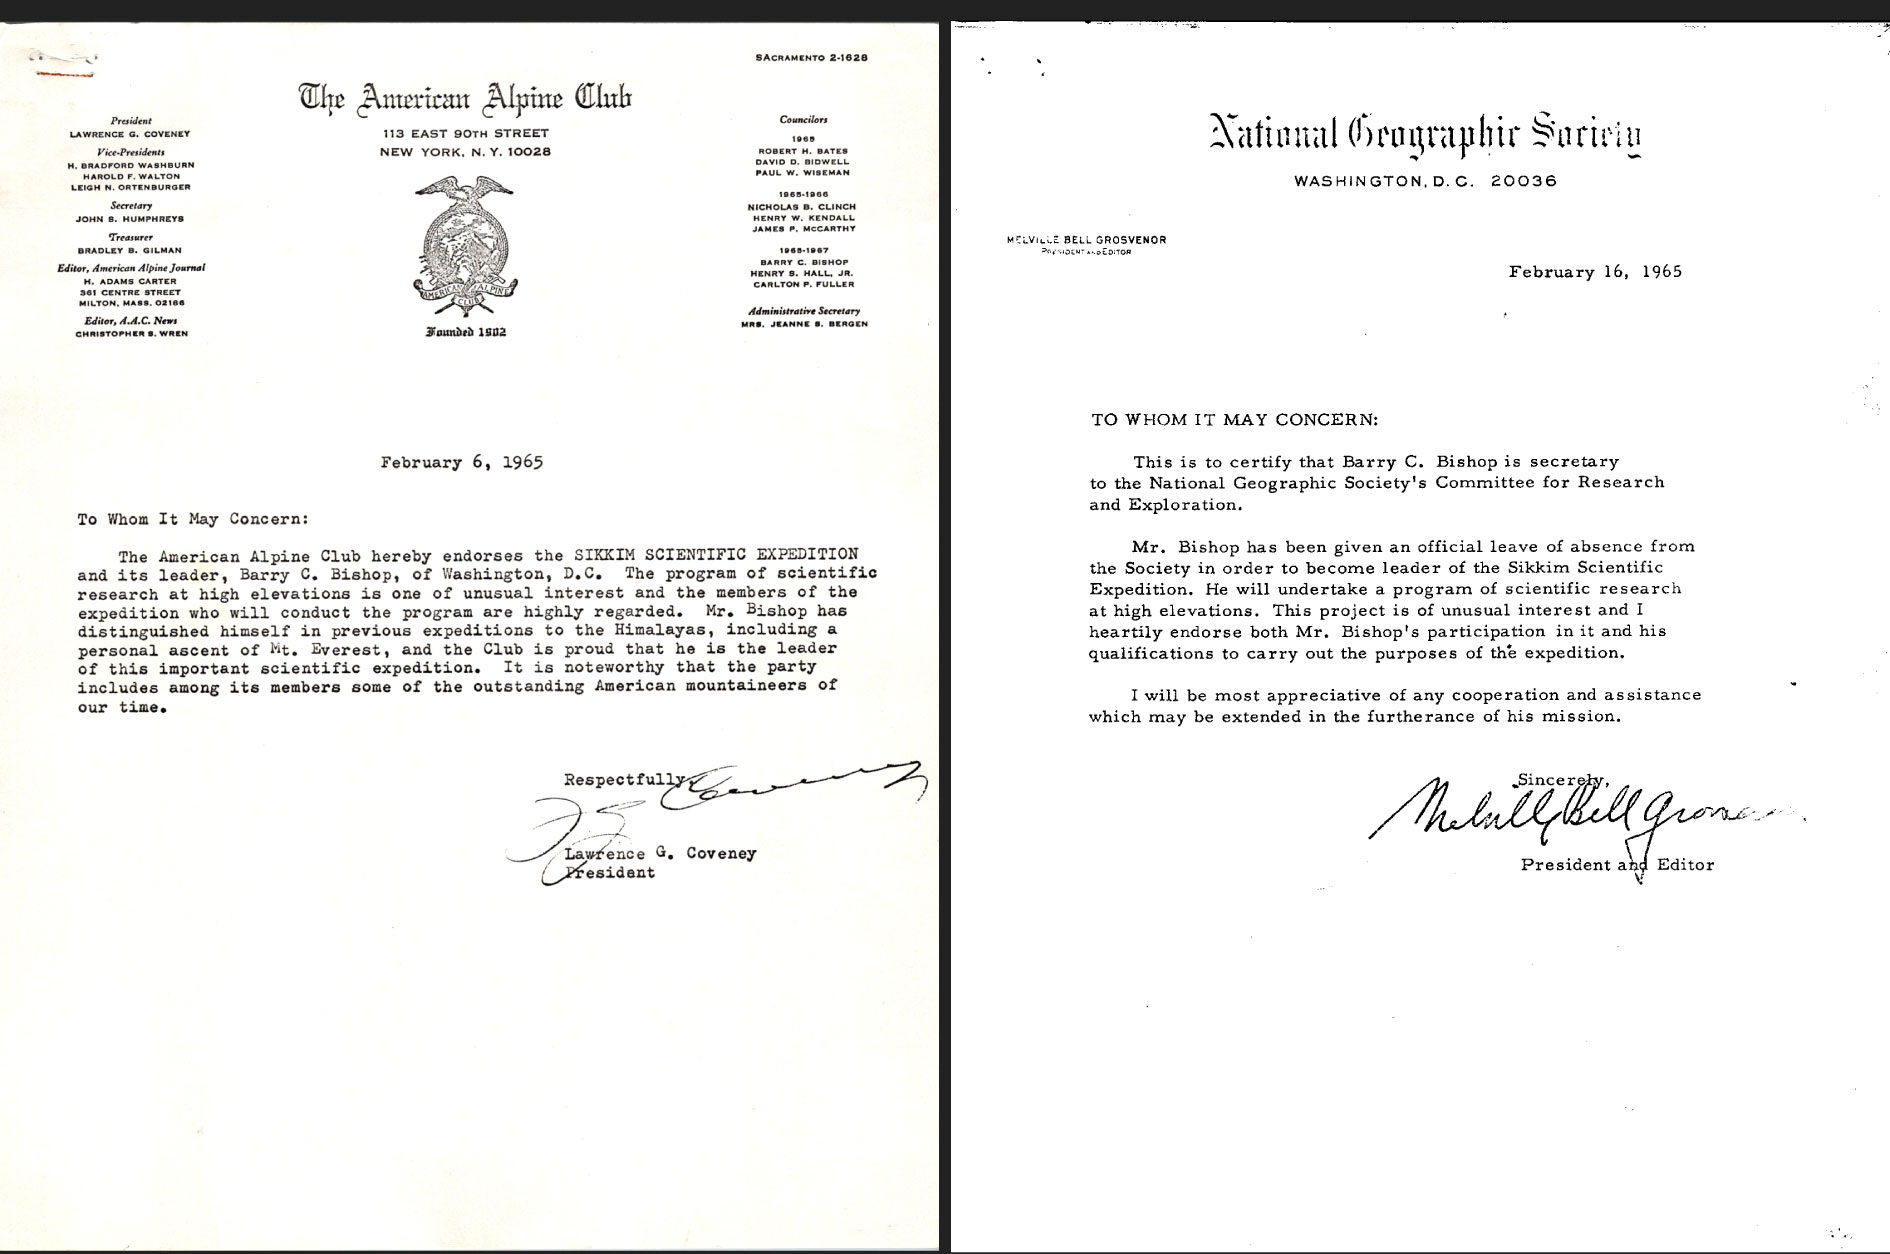 SACRAMENTO 2-1628
The American Alpine Club
113 EAST 90TH STREET
NEW YORK, N. Y. 10028
President
LAWRENCE G. COVENEY
Vice-Presidents
H. BRADFORD WASHBURN
HAROLD F. WALTON
LEIGH N. ORTENBURGER
Secretary
JOHN S. HUMPHREYS
Treasurer
BRADLEY B. GILMAN
Editor, American Alpine Journal
H. ADAMS CARTER
361 CENTRE STREET
MILTON, MASS. 02186
Editor, A.A.C. News
CHRISTOPHER S. WREN
AMERICAN ALPINE
CLUB
Founded 1902
Councilors
1965
ROBERT H. BATES
DAVID D. BIDWELL
PAUL W. WISEMAN
1965-1966
NICHOLAS B. CLINCH
HENRY W. KENDALL
JAMES P. McCARTHY
1965-1967
BARRY C. BISHOP
HENRY S. HALL, JR.
CARLTON P. FULLER
Administrative Secretary
MRS. JEANNE S. BERGEN
February 6, 1965
To Whom It May Concern:
The American Alpine Club hereby endorses the SIKKIM SCIENTIFIC EXPEDITION
and its leader, Barry C. Bishop, of Washington, D.C. The program of scientific
research at high elevations is one of unusual interest and the members of the
expedition who will conduct the program are highly regarded. Mr. Bishop has
distinguished himself in previous expeditions to the Himalayas, including a
personal ascent of Mt. Everest, and the Club is proud that he is the leader
of this important scientific expedition. It is noteworthy that the party
includes among its members some of the outstanding American mountaineers of
our time.
Respectfully,
L G Coveney
Lawrence G. Coveney
President
National Geographic Society
WASHINGTON, D. C. 20036
MELVILLE BELL GROSVENOR
PRESIDENT AND EDITOR
February 16, 1965
TO WHOM IT MAY CONCERN:
This is to certify that Barry C. Bishop is secretary
to the National Geographic Society's Committee for Research
and Exploration.
Mr. Bishop has been given an official leave of absence from
the Society in order to become leader of the Sikkim Scientific
Expedition. He will undertake a program of scientific research
at high elevations. This project is of unusual interest and I
heartily endorse both Mr. Bishop's participation in it and his
qualifications to carry out the purposes of the expedition.
I will be most appreciative of any cooperation and assistance
which may be extended in the furtherance of his mission.
Sincerely,
Melville Bell Grosvenor
President and Editor